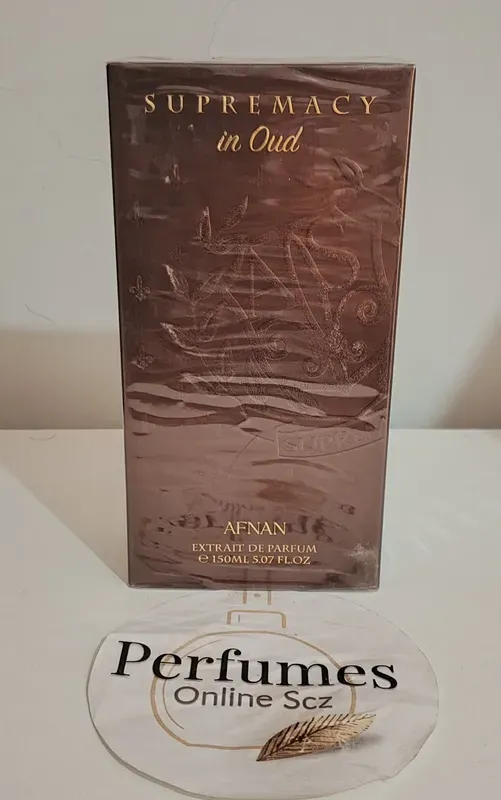 SUPREMACY
in Oud
AFNAN
EXTRAIT DE PARFUM
℮ 150ML 5.07 FL.OZ
Perfumes
Online Scz